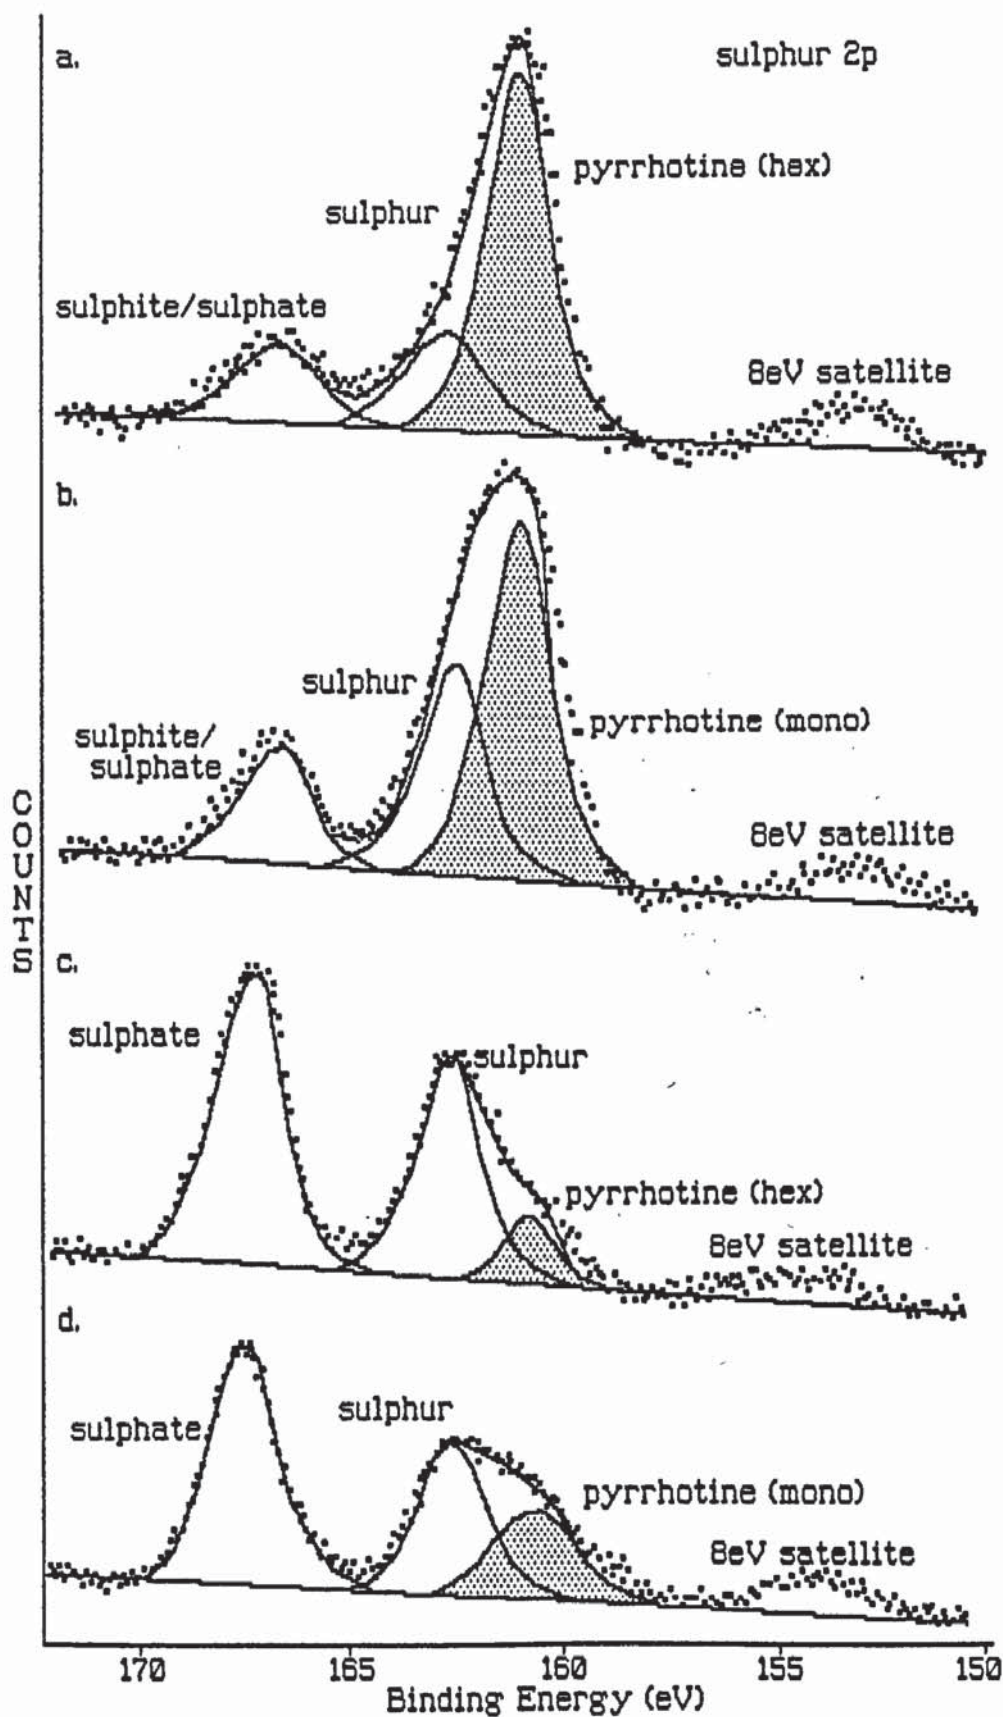 a.
sulphur 2p
pyrrhotine (hex)
sulphur
sulphite/sulphate
8eV satellite
b.
sulphur
pyrrhotine (mono)
sulphite/
sulphate
8eV satellite
COUNTS
c.
sulphate
sulphur
pyrrhotine (hex)
8eV satellite
d.
sulphate
sulphur
pyrrhotine (mono)
8eV satellite
170 165 160 155 150
Binding Energy (eV)